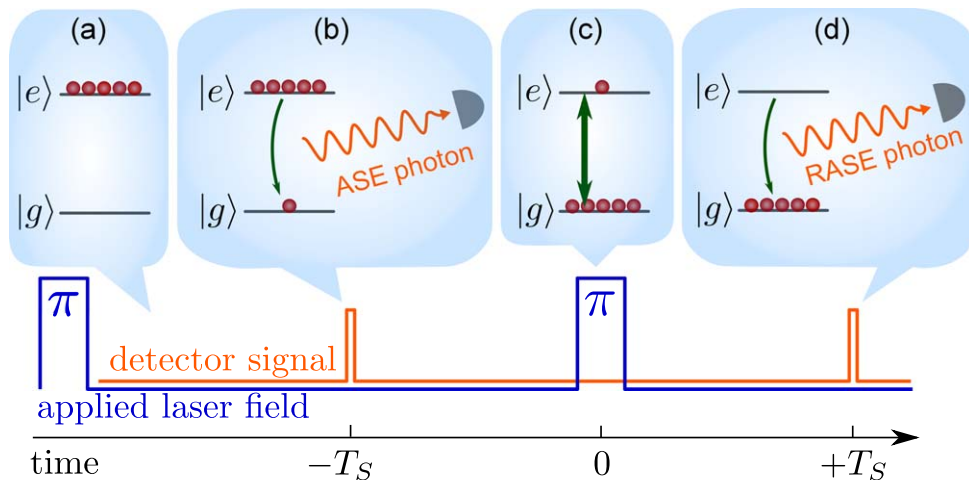 (a) (b) (c) (d)
|e⟩ |e⟩ |e⟩ |e⟩
ASE photon RASE photon
|g⟩ |g⟩ |g⟩ |g⟩
π π
detector signal
applied laser field
time −T_S 0 +T_S